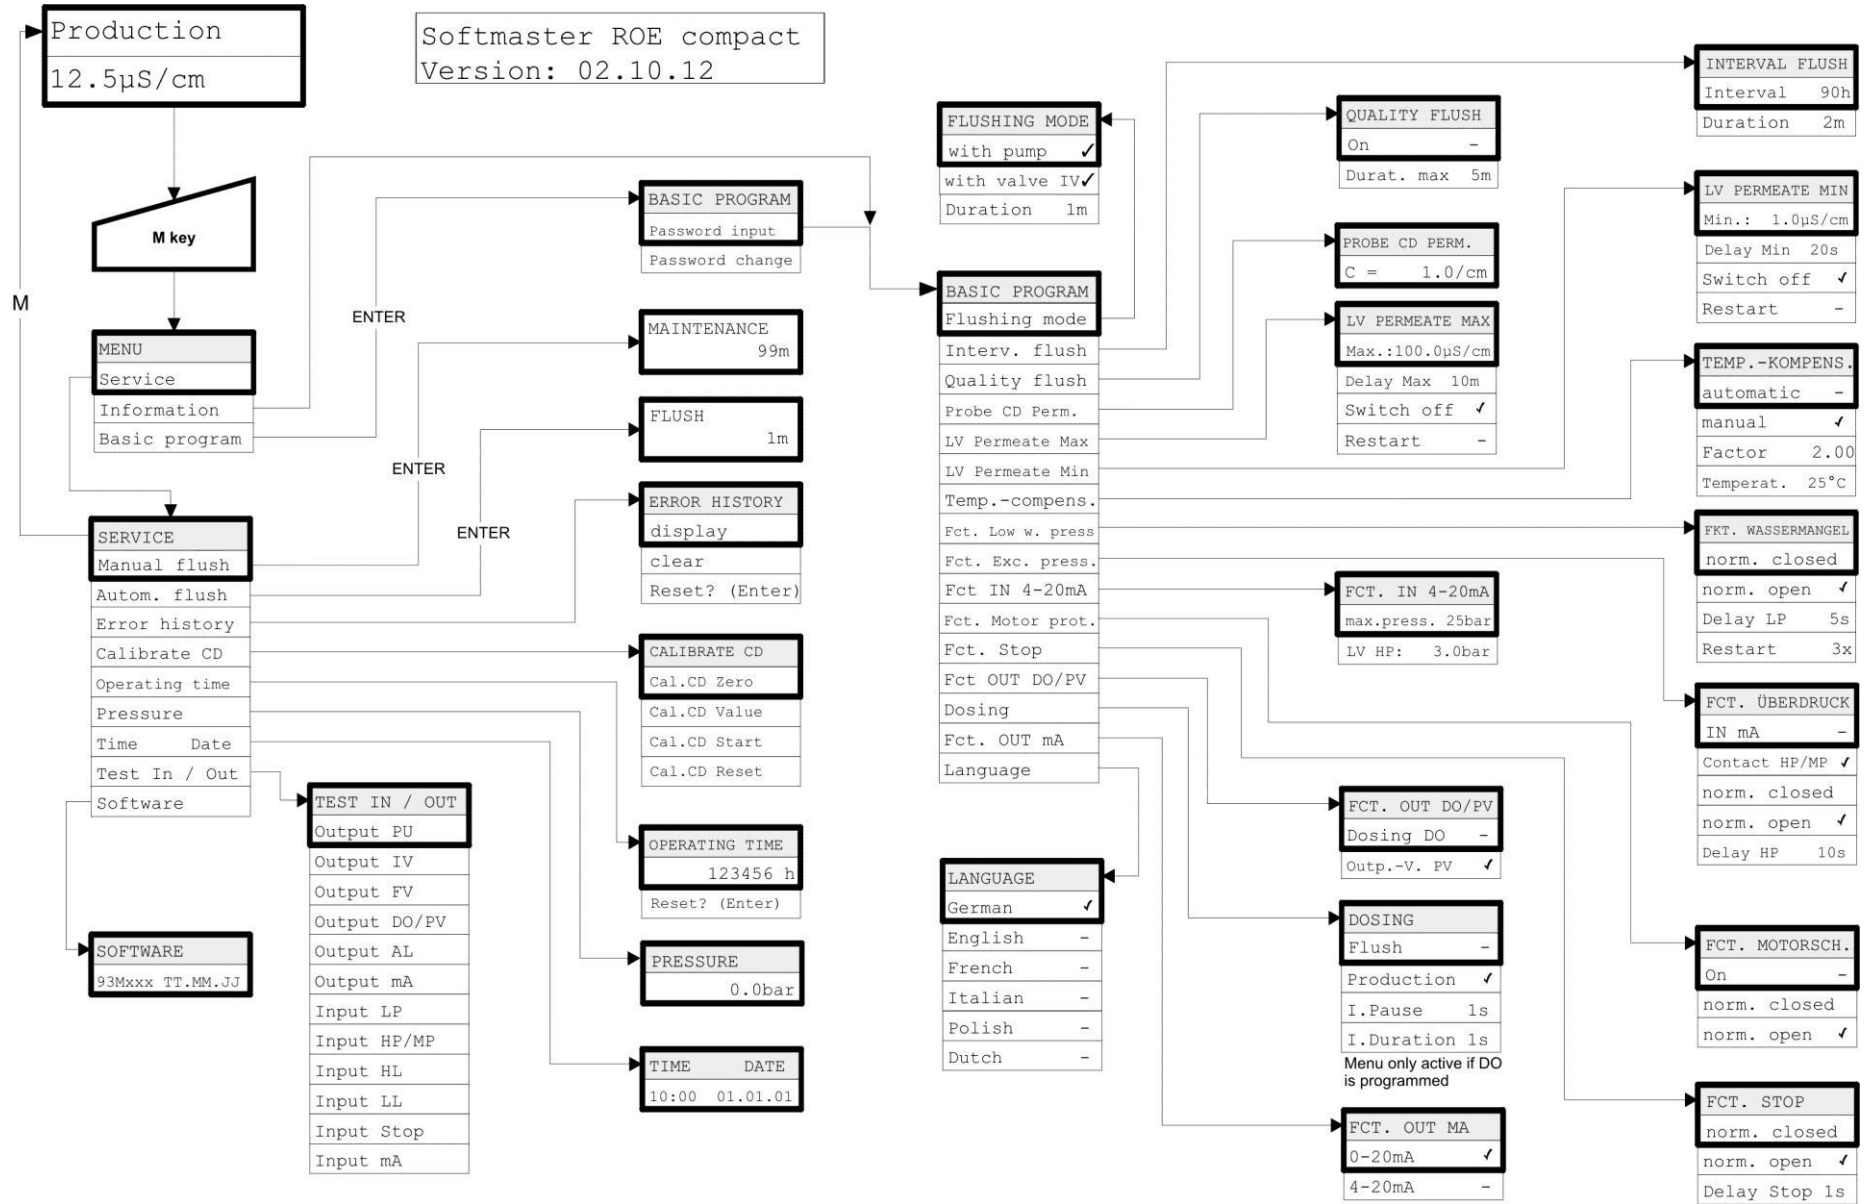 Production
12.5µS/cm
Softmaster ROE compact
Version: 02.10.12
M key
M
MENU
Service
Information
Basic program
SERVICE
Manual flush
Autom. flush
Error history
Calibrate CD
Operating time
Pressure
Time Date
Test In / Out
Software
SOFTWARE
93Mxxx TT.MM.JJ
TEST IN / OUT
Output PU
Output IV
Output FV
Output DO/PV
Output AL
Output mA
Input LP
Input HP/MP
Input HL
Input LL
Input Stop
Input mA
ENTER
ENTER
ENTER
BASIC PROGRAM
Password input
Password change
MAINTENANCE
99m
FLUSH
1m
ERROR HISTORY
display
clear
Reset? (Enter)
CALIBRATE CD
Cal.CD Zero
Cal.CD Value
Cal.CD Start
Cal.CD Reset
OPERATING TIME
123456 h
Reset? (Enter)
PRESSURE
0.0bar
TIME DATE
10:00 01.01.01
FLUSHING MODE
with pump ✓
with valve IV✓
Duration 1m
BASIC PROGRAM
Flushing mode
Interv. flush
Quality flush
Probe CD Perm.
LV Permeate Max
LV Permeate Min
Temp.-compens.
Fct. Low w. press
Fct. Exc. press.
Fct IN 4-20mA
Fct. Motor prot.
Fct. Stop
Fct OUT DO/PV
Dosing
Fct. OUT mA
Language
LANGUAGE
German ✓
English -
French -
Italian -
Polish -
Dutch -
QUALITY FLUSH
On -
Durat. max 5m
PROBE CD PERM.
C = 1.0/cm
LV PERMEATE MAX
Max.:100.0µS/cm
Delay Max 10m
Switch off ✓
Restart -
FCT. IN 4-20mA
max.press. 25bar
LV HP: 3.0bar
FCT. OUT DO/PV
Dosing DO -
Outp.-V. PV ✓
DOSING
Flush -
Production ✓
I.Pause 1s
I.Duration 1s
Menu only active if DO
is programmed
FCT. OUT MA
0-20mA ✓
4-20mA -
INTERVAL FLUSH
Interval 90h
Duration 2m
LV PERMEATE MIN
Min.: 1.0µS/cm
Delay Min 20s
Switch off ✓
Restart -
TEMP.-KOMPENS.
automatic -
manual ✓
Factor 2.00
Temperat. 25°C
FKT. WASSERMANGEL
norm. closed
norm. open ✓
Delay LP 5s
Restart 3x
FCT. ÜBERDRUCK
IN mA -
Contact HP/MP ✓
norm. closed
norm. open ✓
Delay HP 10s
FCT. MOTORSCH.
On -
norm. closed
norm. open ✓
FCT. STOP
norm. closed
norm. open ✓
Delay Stop 1s